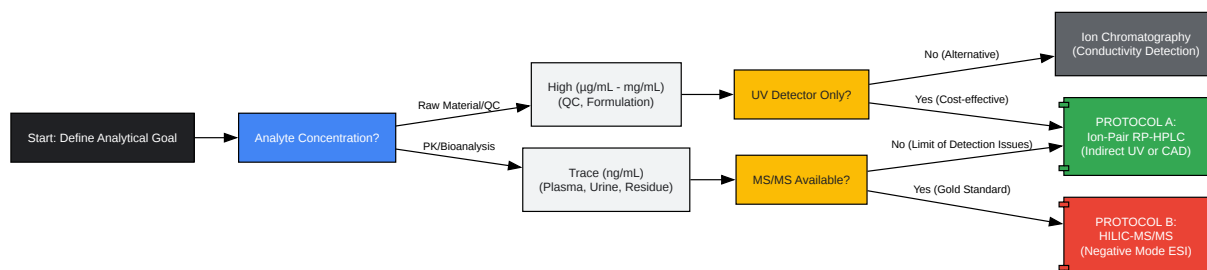 Start: Define Analytical Goal
Analyte Concentration?
Raw Material/QC
PK/Bioanalysis
High (µg/mL - mg/mL)
(QC, Formulation)
Trace (ng/mL)
(Plasma, Urine, Residue)
UV Detector Only?
MS/MS Available?
No (Alternative)
Yes (Cost-effective)
No (Limit of Detection Issues)
Yes (Gold Standard)
Ion Chromatography
(Conductivity Detection)
PROTOCOL A:
Ion-Pair RP-HPLC
(Indirect UV or CAD)
PROTOCOL B:
HILIC-MS/MS
(Negative Mode ESI)